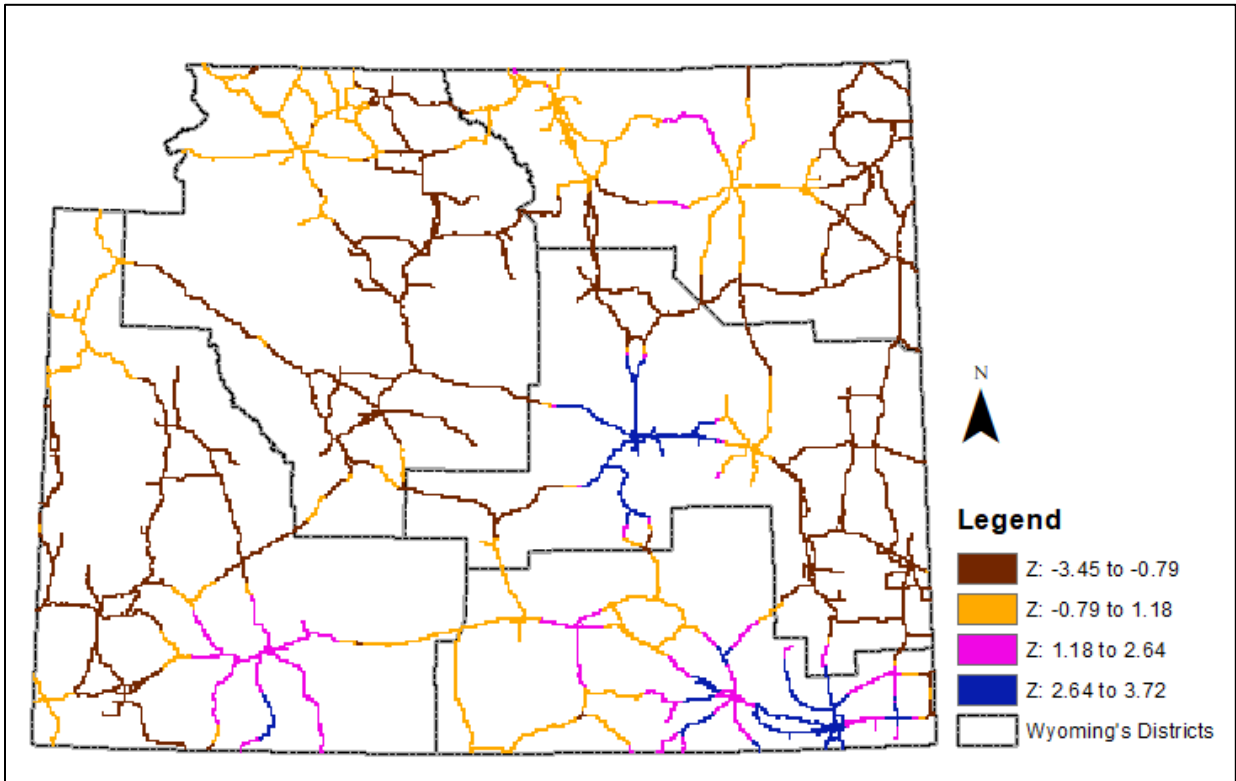 N
Legend
Z: -3.45 to -0.79
Z: -0.79 to 1.18
Z: 1.18 to 2.64
Z: 2.64 to 3.72
Wyoming's Districts